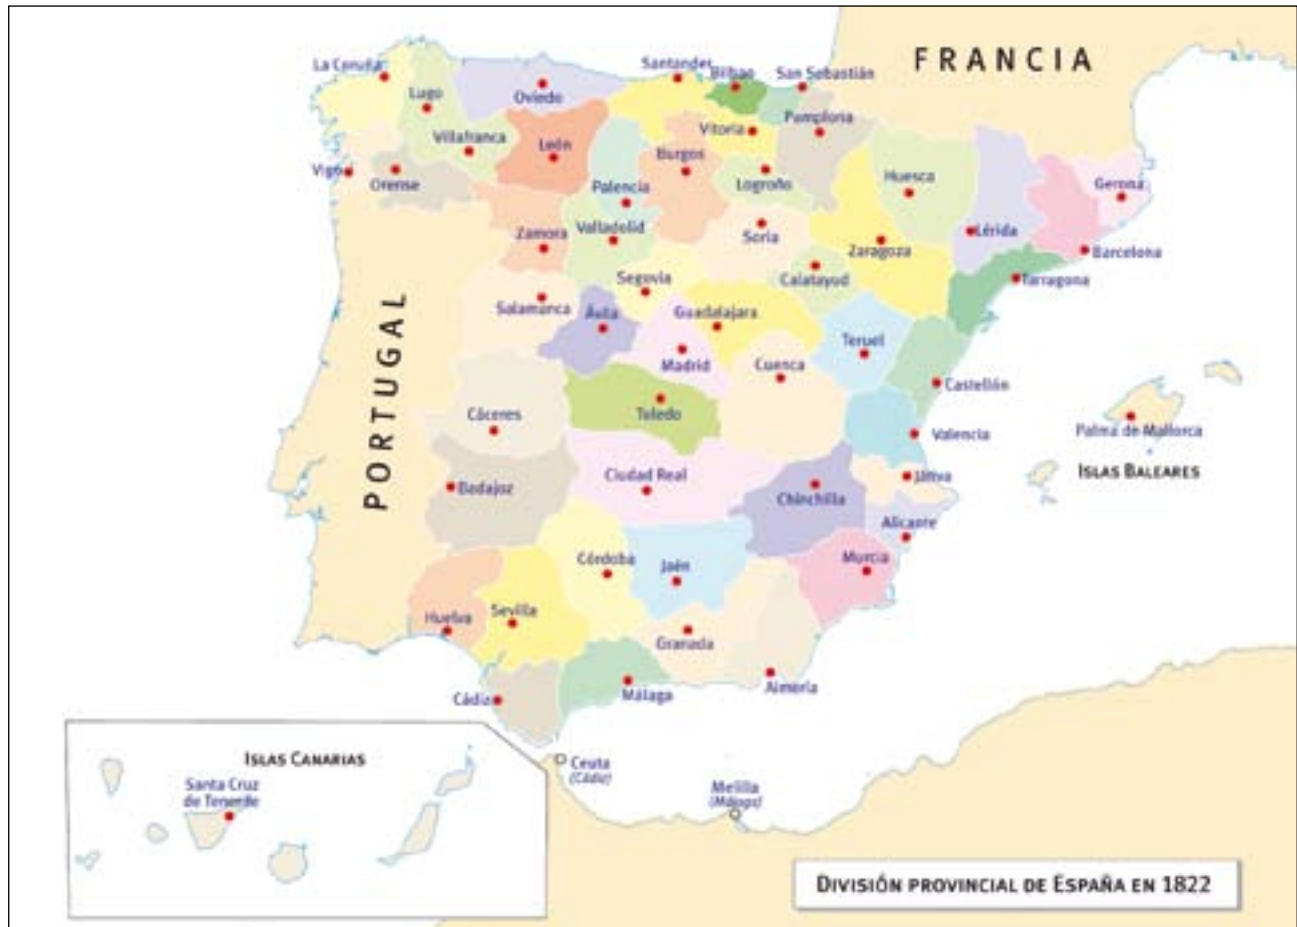 FRANCIA
La Coruña
Lugo
Oviedo
Santander
Bilbao
San Sebastián
Villafranca
León
Vitoria
Pamplona
Burgos
Vigo
Orense
Palencia
Logroño
Huesca
Gerona
Zamora
Valladolid
Soria
Zaragoza
Lérida
Barcelona
Segovia
Calatayud
Tarragona
Salamanca
Ávila
Guadalajara
Teruel
Madrid
Cuenca
PORTUGAL
Castellón
Cáceres
Toledo
Valencia
Palma de Mallorca
ISLAS BALEARES
Badajoz
Ciudad Real
Chinchilla
Játiva
Alicante
Córdoba
Jaén
Murcia
Huelva
Sevilla
Granada
Cádiz
Málaga
Almería
ISLAS CANARIAS
Santa Cruz
de Tenerife
Ceuta
(Cádiz)
Melilla
(Málaga)
DIVISIÓN PROVINCIAL DE ESPAÑA EN 1822